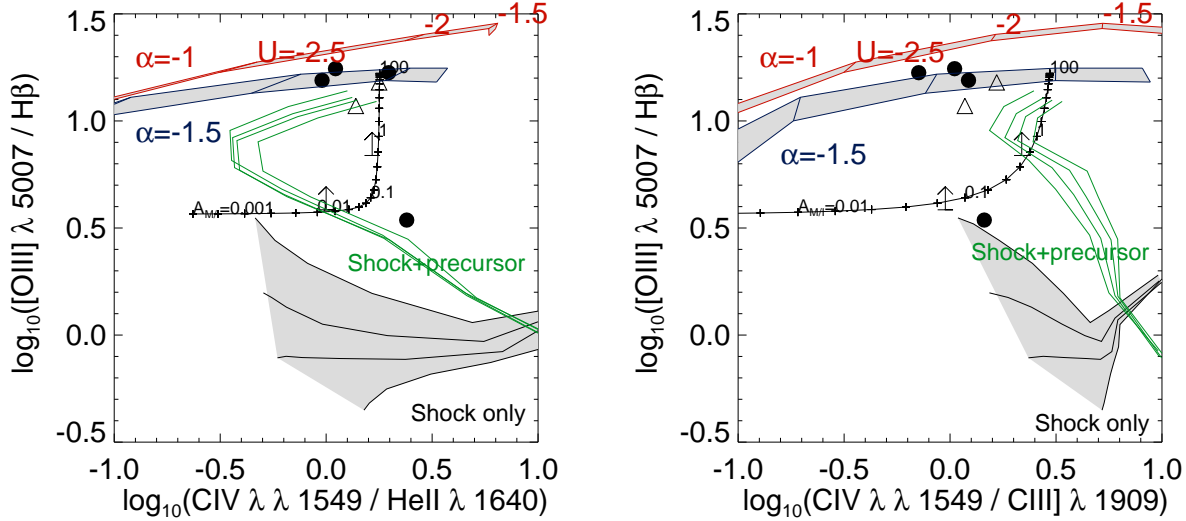 1.5
1.0
0.5
0.0
-0.5
-1.0
-0.5
0.0
0.5
1.0
log₁₀([OIII] λ 5007 / Hβ)
log₁₀(CIV λ λ 1549 / HeII λ 1640)
α=-1
U=-2.5
-2
-1.5
α=-1.5
100
1
0.1
0.01
A_M/I=0.001
Shock+precursor
Shock only
1.5
1.0
0.5
0.0
-0.5
-1.0
-0.5
0.0
0.5
1.0
log₁₀([OIII] λ 5007 / Hβ)
log₁₀(CIV λ λ 1549 / CIII] λ 1909)
α=-1
U=-2.5
-2
-1.5
α=-1.5
100
1
0.1
A_M/I=0.01
Shock+precursor
Shock only